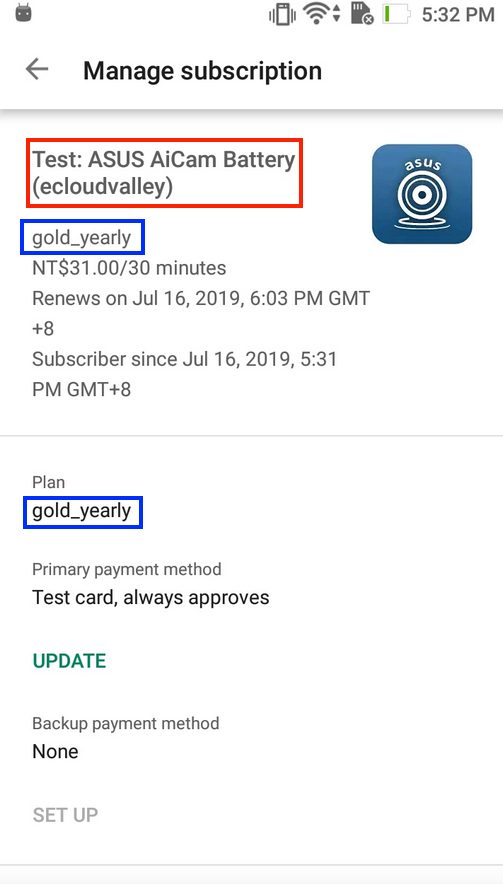 5:32 PM
Manage subscription
Test: ASUS AiCam Battery
(ecloudvalley)
asus
gold_yearly
NT$31.00/30 minutes
Renews on Jul 16, 2019, 6:03 PM GMT
+8
Subscriber since Jul 16, 2019, 5:31
PM GMT+8
Plan
gold_yearly
Primary payment method
Test card, always approves
UPDATE
Backup payment method
None
SET UP